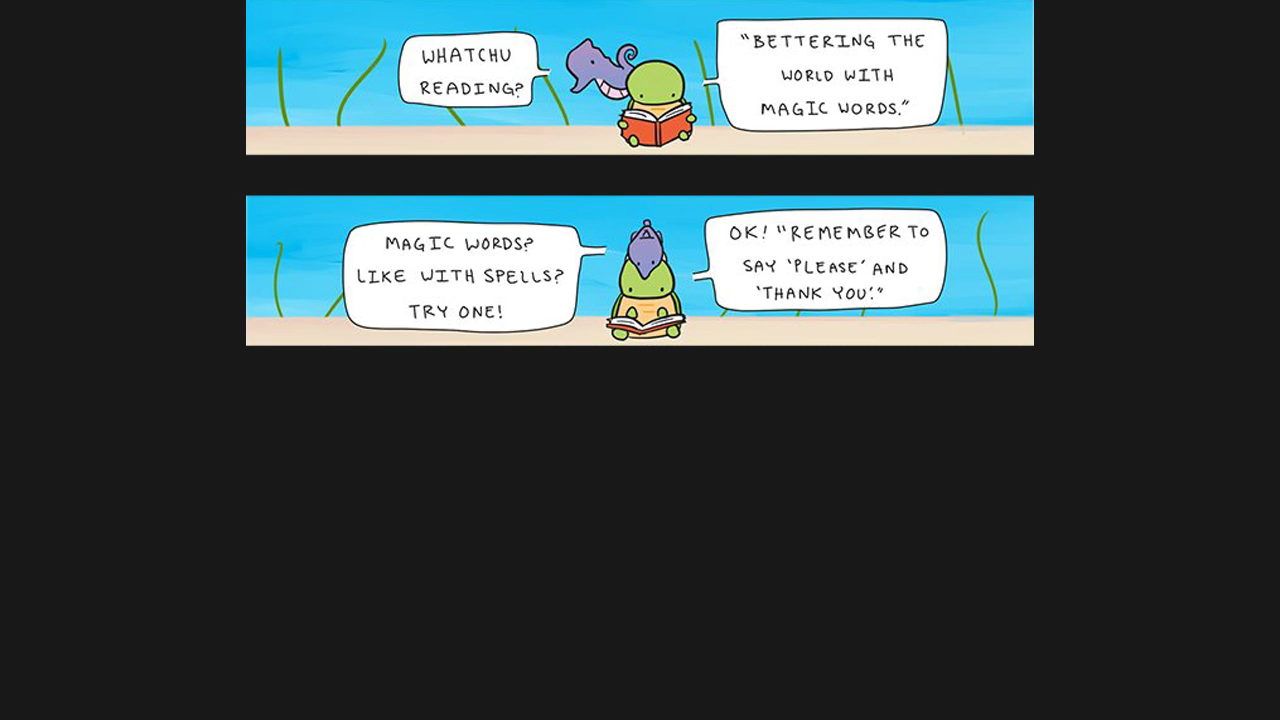 WHATCHU
READING?
"BETTERING THE
WORLD WITH
MAGIC WORDS."
MAGIC WORDS?
LIKE WITH SPELLS?
TRY ONE!
OK! "REMEMBER TO
SAY 'PLEASE' AND
'THANK YOU'."